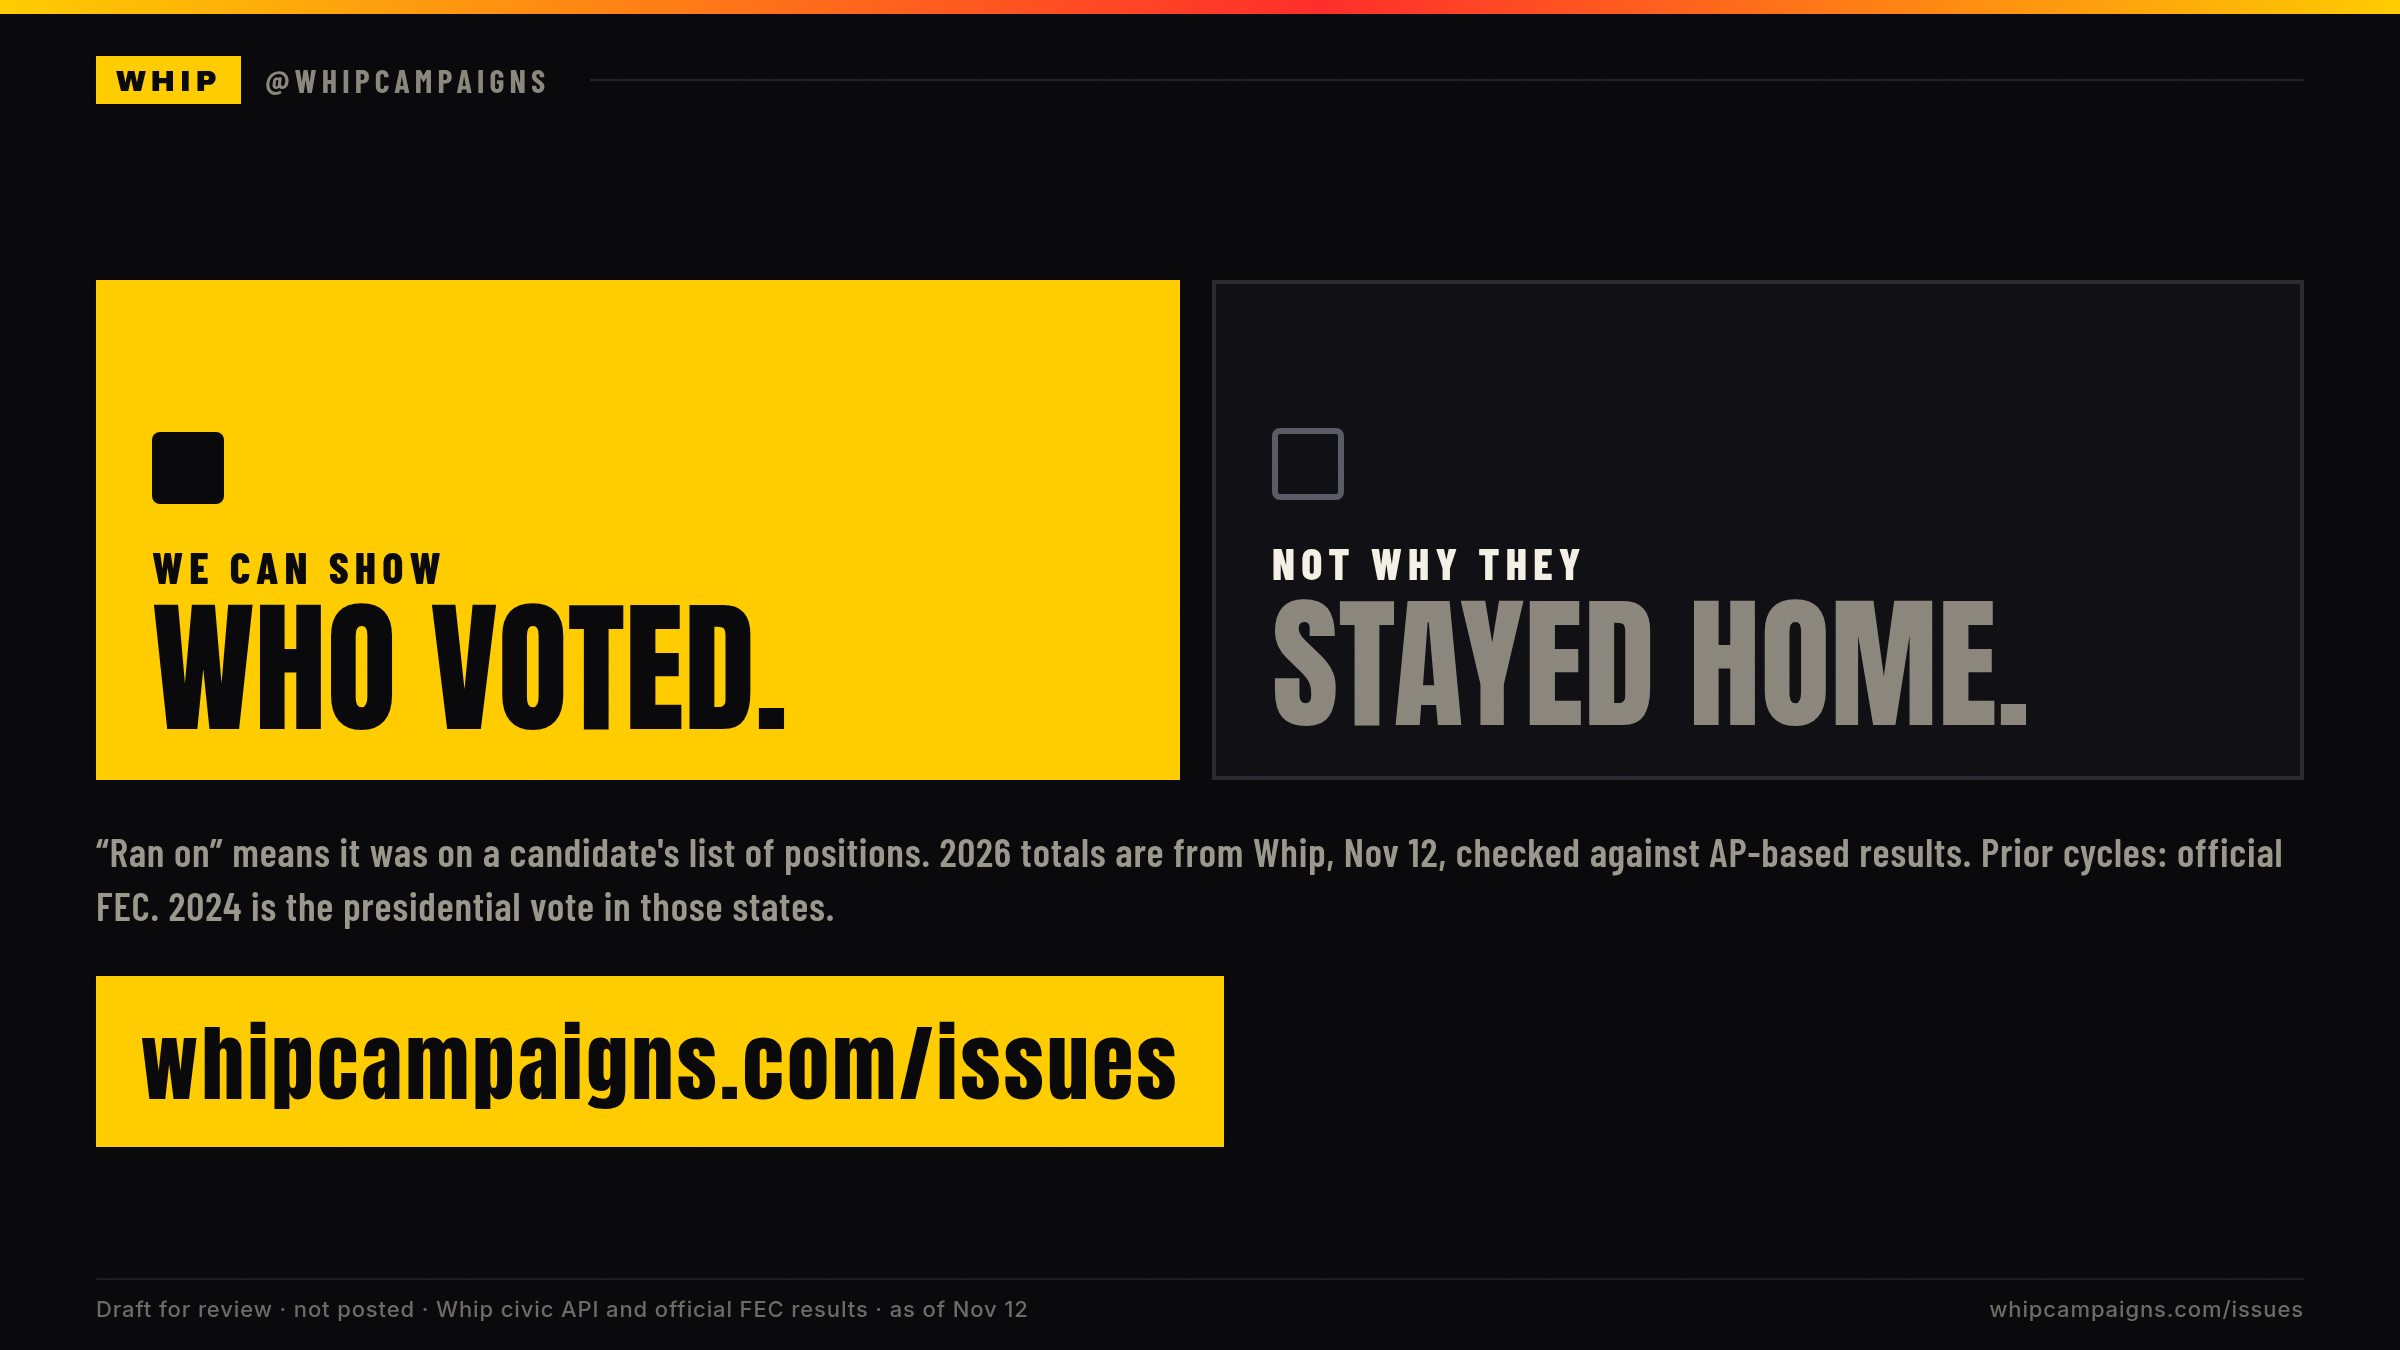 WHIP @WHIPCAMPAIGNS
WE CAN SHOW
WHO VOTED.
NOT WHY THEY
STAYED HOME.
“Ran on” means it was on a candidate's list of positions. 2026 totals are from Whip, Nov 12, checked against AP-based results. Prior cycles: official
FEC. 2024 is the presidential vote in those states.
whipcampaigns.com/issues
Draft for review · not posted · Whip civic API and official FEC results · as of Nov 12
whipcampaigns.com/issues